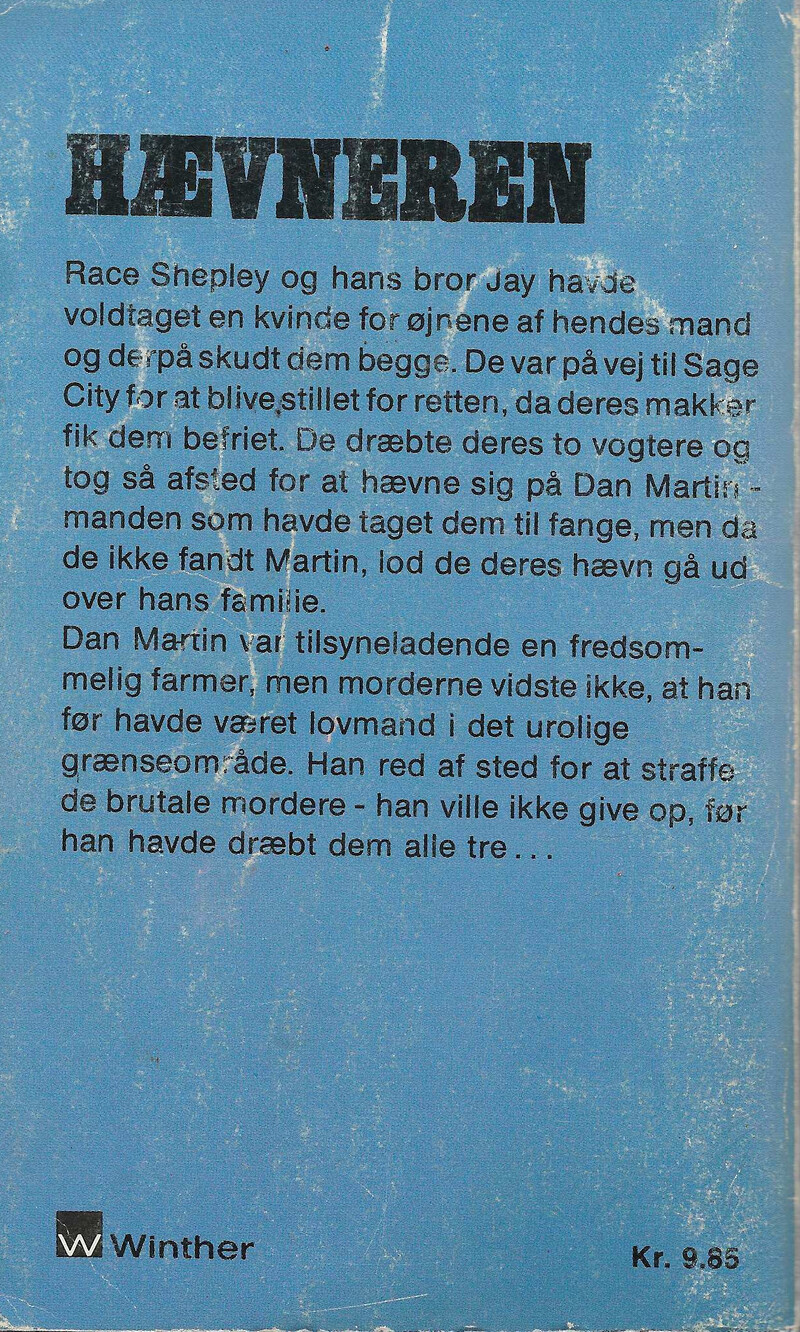 HÆVNEREN
Race Shepley og hans bror Jay havde
voldtaget en kvinde for øjnene af hendes mand
og derpå skudt dem begge. De var på vej til Sage
City for at blive stillet for retten, da deres makker
fik dem befriet. De dræbte deres to vogtere og
tog så afsted for at hævne sig på Dan Martin -
manden som havde taget dem til fange, men da
de ikke fandt Martin, lod de deres hævn gå ud
over hans familie.
Dan Martin var tilsyneladende en fredsom-
melig farmer, men morderne vidste ikke, at han
før havde været lovmand i det urolige
grænseområde. Han red af sted for at straffe
de brutale mordere - han ville ikke give op, før
han havde dræbt dem alle tre...
W Winther
Kr. 9.85